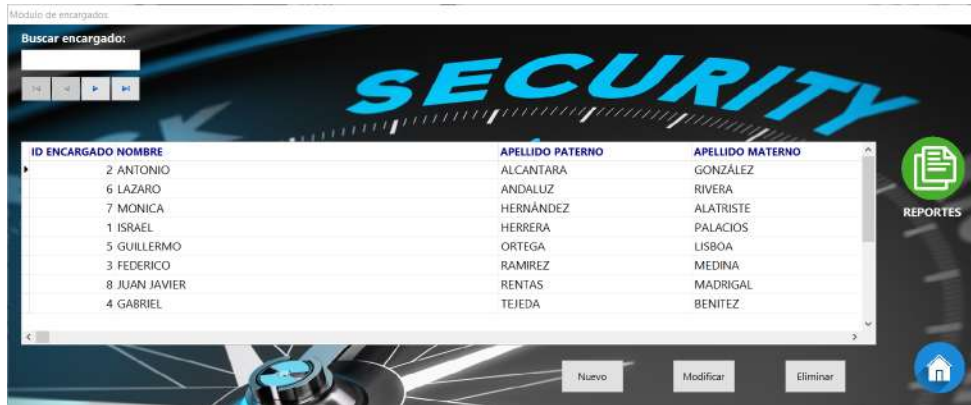 Módulo de encargados
Buscar encargado:
SECURITY
ID ENCARGADO NOMBRE APELLIDO PATERNO APELLIDO MATERNO
2 ANTONIO ALCANTARA GONZÁLEZ
6 LAZARO ANDALUZ RIVERA
7 MONICA HERNÁNDEZ ALATRISTE
1 ISRAEL HERRERA PALACIOS
5 GUILLERMO ORTEGA LISBOA
3 FEDERICO RAMIREZ MEDINA
8 JUAN JAVIER RENTAS MADRIGAL
4 GABRIEL TEJEDA BENITEZ
REPORTES
Nuevo Modificar Eliminar